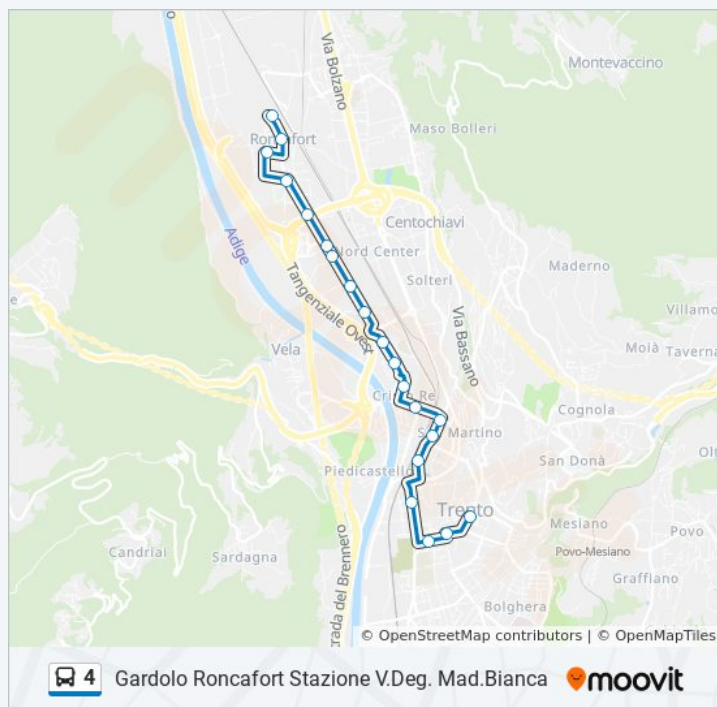 Montevaccino
Via Bolzano
Maso Bolleri
Roncafort
Centochiavi
Adige
Nord Center
Maderno
Solteri
Tangenziale Ovest
Via Bassano
Villamo
Vela
Moià
Taverna
Cristo Re
Cognola
San Martino
San Donà
Piedicastello
Trento
Mesiano
Povo
Candriai
Sardagna
Povo-Mesiano
Graffiano
Bolghera
trada del Brennero
© OpenStreetMap contributors | © OpenMapTiles
4 Gardolo Roncafort Stazione V.Deg. Mad.Bianca moovit